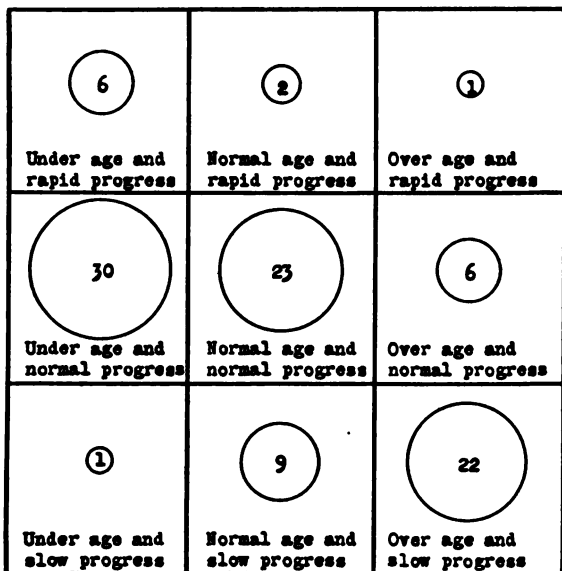 6
Under age and
rapid progress
2
Normal age and
rapid progress
1
Over age and
rapid progress
30
Under age and
normal progress
23
Normal age and
normal progress
6
Over age and
normal progress
1
Under age and
slow progress
9
Normal age and
slow progress
22
Over age and
slow progress